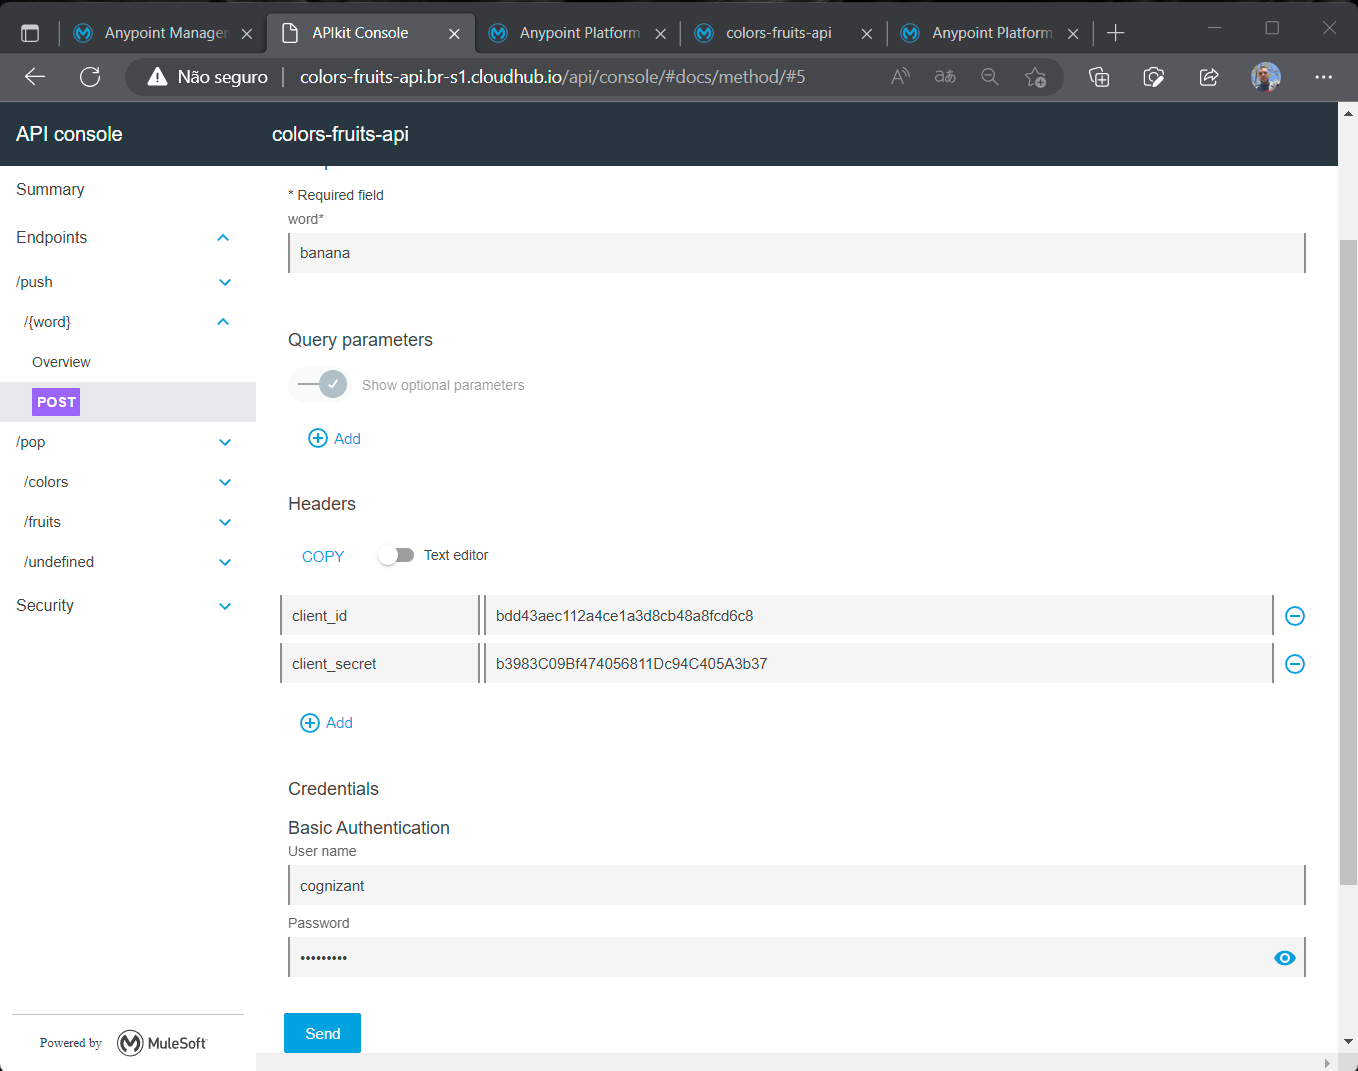 Anypoint Manager
APIkit Console
Anypoint Platform
colors-fruits-api
Anypoint Platform
Não seguro
colors-fruits-api.br-s1.cloudhub.io/api/console/#docs/method/#5
API console
colors-fruits-api
Summary
Endpoints
/push
/{word}
Overview
POST
/pop
/colors
/fruits
/undefined
Security
Powered by MuleSoft
* Required field
word*
banana
Query parameters
Show optional parameters
Add
Headers
COPY
Text editor
client_id bdd43aec112a4ce1a3d8cb48a8fcd6c8
client_secret b3983C09Bf474056811Dc94C405A3b37
Add
Credentials
Basic Authentication
User name
cognizant
Password
•••••••••
Send